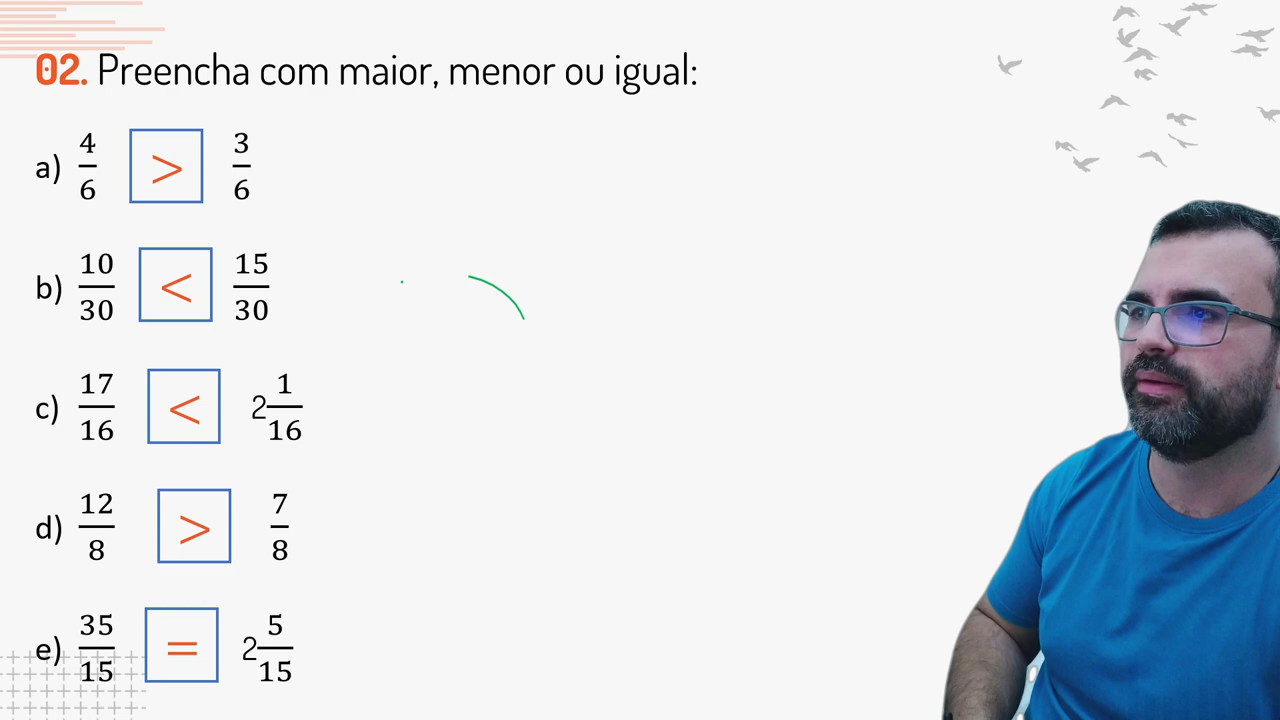 02. Preencha com maior, menor ou igual:
a) 4/6 > 3/6
b) 10/30 < 15/30
c) 17/16 < 2 1/16
d) 12/8 > 7/8
e) 35/15 = 2 5/15